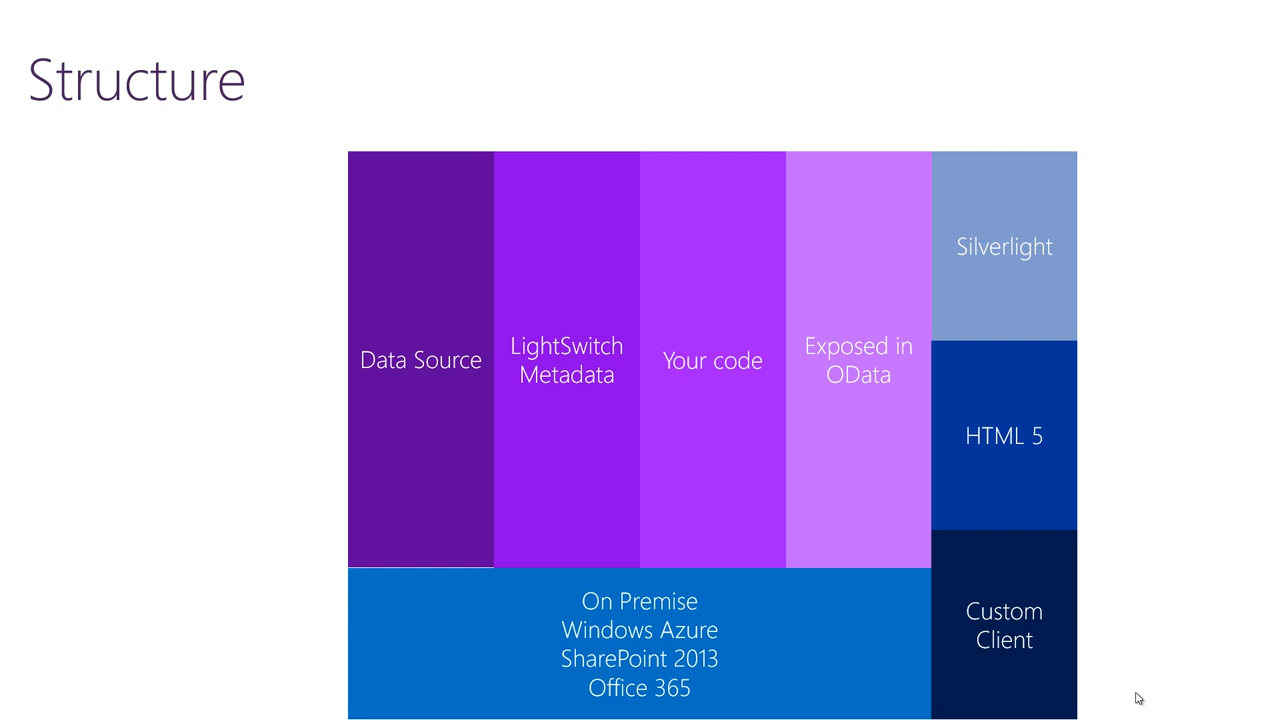 Structure
Data Source
LightSwitch
Metadata
Your code
Exposed in
OData
Silverlight
HTML 5
Custom
Client
On Premise
Windows Azure
SharePoint 2013
Office 365